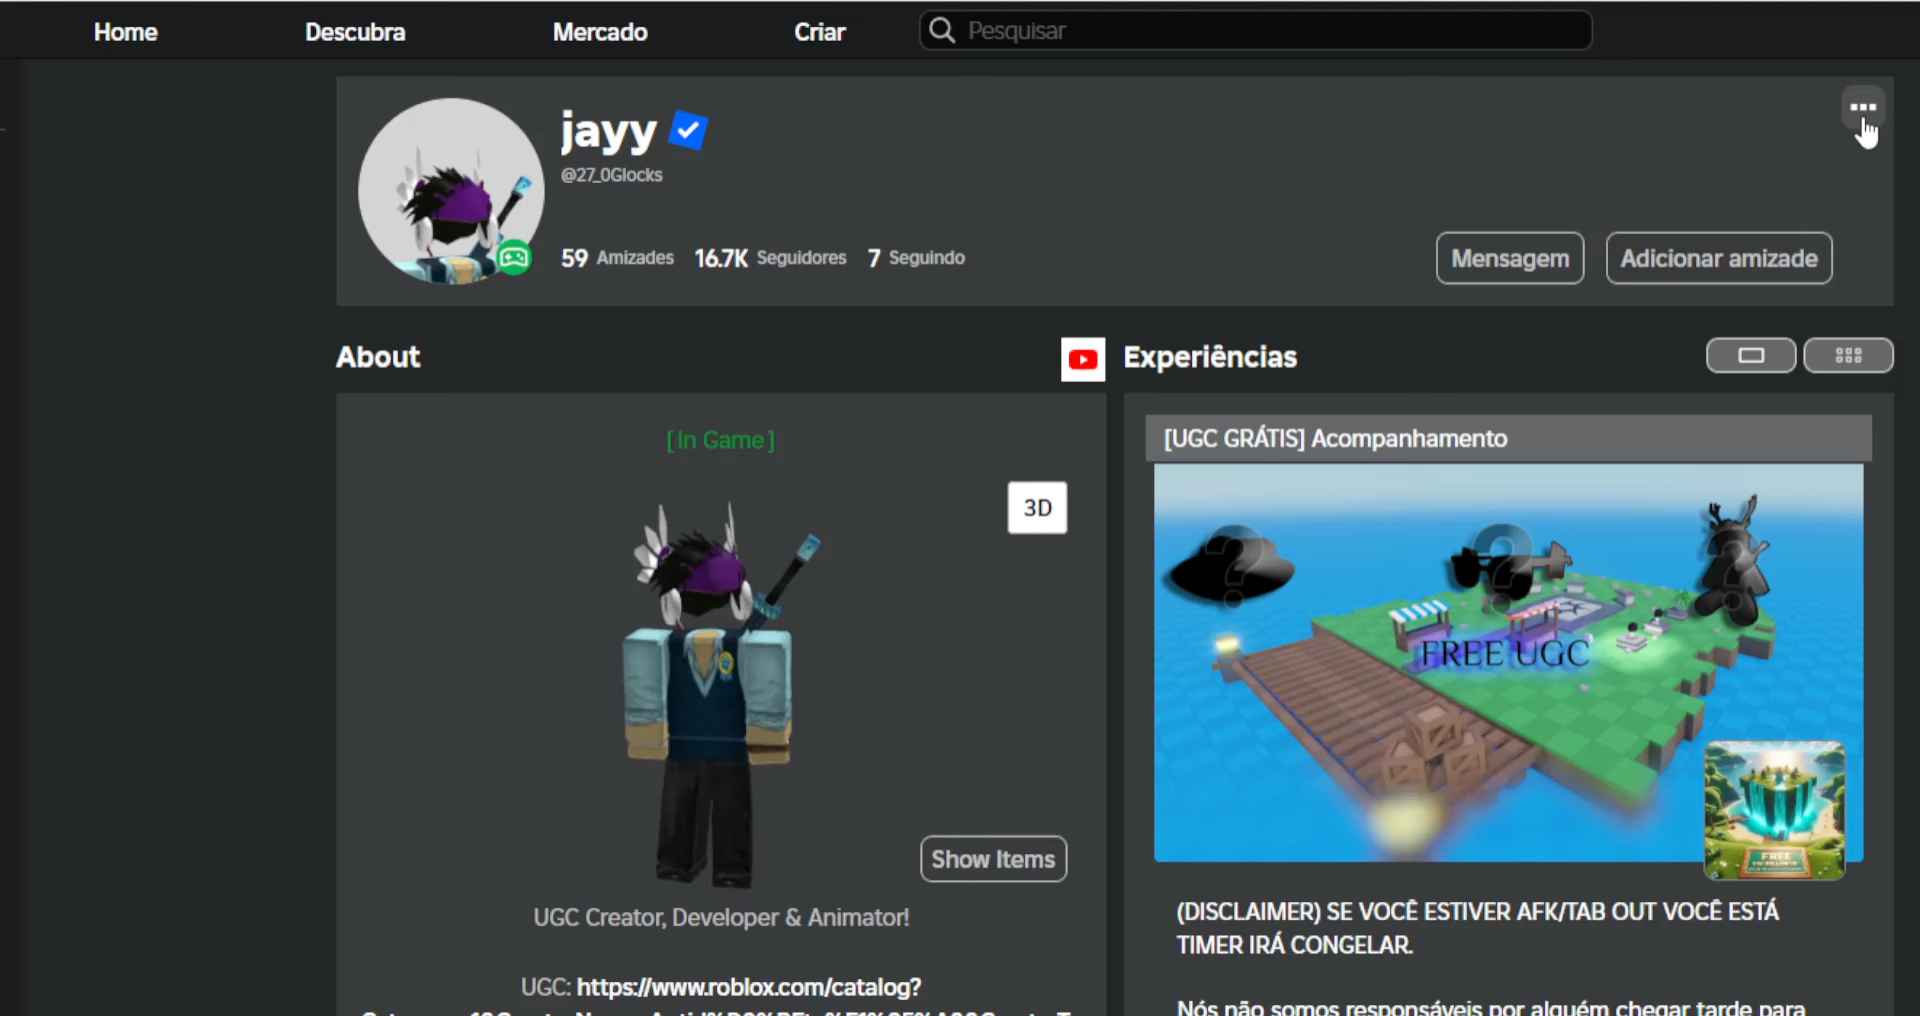 Home Descubra Mercado Criar Pesquisar
jayy
@27_0Glocks
59 Amizades 16.7K Seguidores 7 Seguindo
Mensagem Adicionar amizade
About
[ In Game ]
3D
Show Items
UGC Creator, Developer & Animator!
UGC: https://www.roblox.com/catalog?
Experiências
[UGC GRÁTIS] Acompanhamento
FREE UGC
FREE
(DISCLAIMER) SE VOCÊ ESTIVER AFK/TAB OUT VOCÊ ESTÁ
TIMER IRÁ CONGELAR.
Nós não somos responsáveis por alguém chegar tarde para